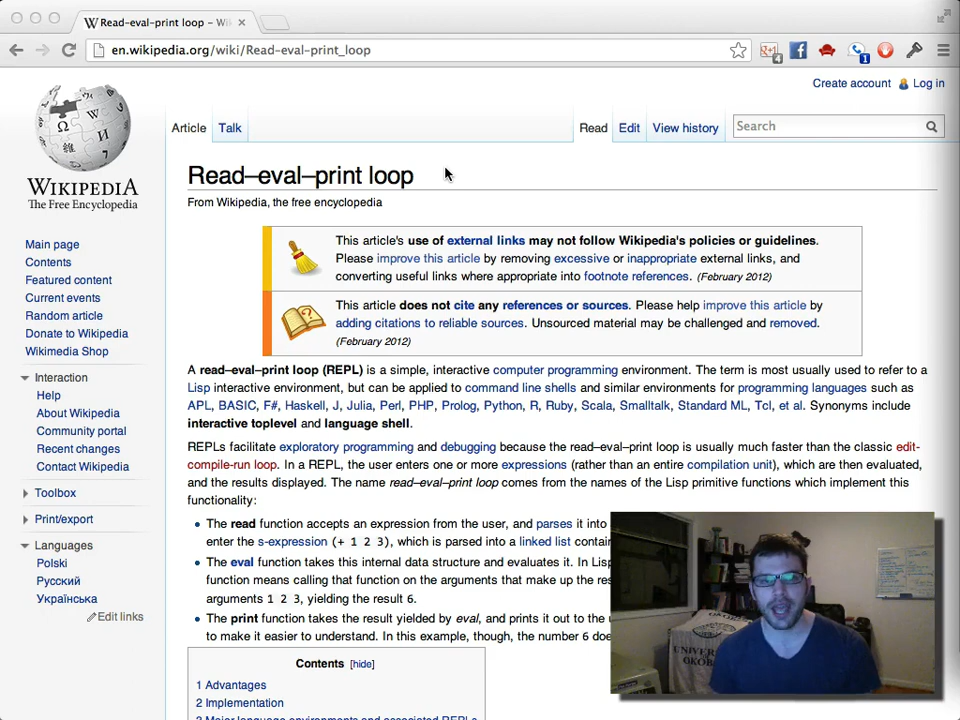 Read-eval-print loop – Wi
en.wikipedia.org/wiki/Read-eval-print_loop
4
1
Create account Log in
Article Talk Read Edit View history Search
WIKIPEDIA
The Free Encyclopedia
Main page
Contents
Featured content
Current events
Random article
Donate to Wikipedia
Wikimedia Shop
Interaction
Help
About Wikipedia
Community portal
Recent changes
Contact Wikipedia
Toolbox
Print/export
Languages
Polski
Русский
Українська
Edit links
Read–eval–print loop
From Wikipedia, the free encyclopedia
This article's use of external links may not follow Wikipedia's policies or guidelines.
Please improve this article by removing excessive or inappropriate external links, and
converting useful links where appropriate into footnote references. (February 2012)
This article does not cite any references or sources. Please help improve this article by
adding citations to reliable sources. Unsourced material may be challenged and removed.
(February 2012)
A read–eval–print loop (REPL) is a simple, interactive computer programming environment. The term is most usually used to refer to a
Lisp interactive environment, but can be applied to command line shells and similar environments for programming languages such as
APL, BASIC, F#, Haskell, J, Julia, Perl, PHP, Prolog, Python, R, Ruby, Scala, Smalltalk, Standard ML, Tcl, et al. Synonyms include
interactive toplevel and language shell.
REPLs facilitate exploratory programming and debugging because the read–eval–print loop is usually much faster than the classic edit-
compile-run loop. In a REPL, the user enters one or more expressions (rather than an entire compilation unit), which are then evaluated,
and the results displayed. The name read–eval–print loop comes from the names of the Lisp primitive functions which implement this
functionality:
• The read function accepts an expression from the user, and parses it into
enter the s-expression (+ 1 2 3), which is parsed into a linked list contain
• The eval function takes this internal data structure and evaluates it. In Lisp
function means calling that function on the arguments that make up the res
arguments 1 2 3, yielding the result 6.
• The print function takes the result yielded by eval, and prints it out to the
to make it easier to understand. In this example, though, the number 6 doe
Contents [hide]
1 Advantages
2 Implementation
3 Major language environments and associated REPLs